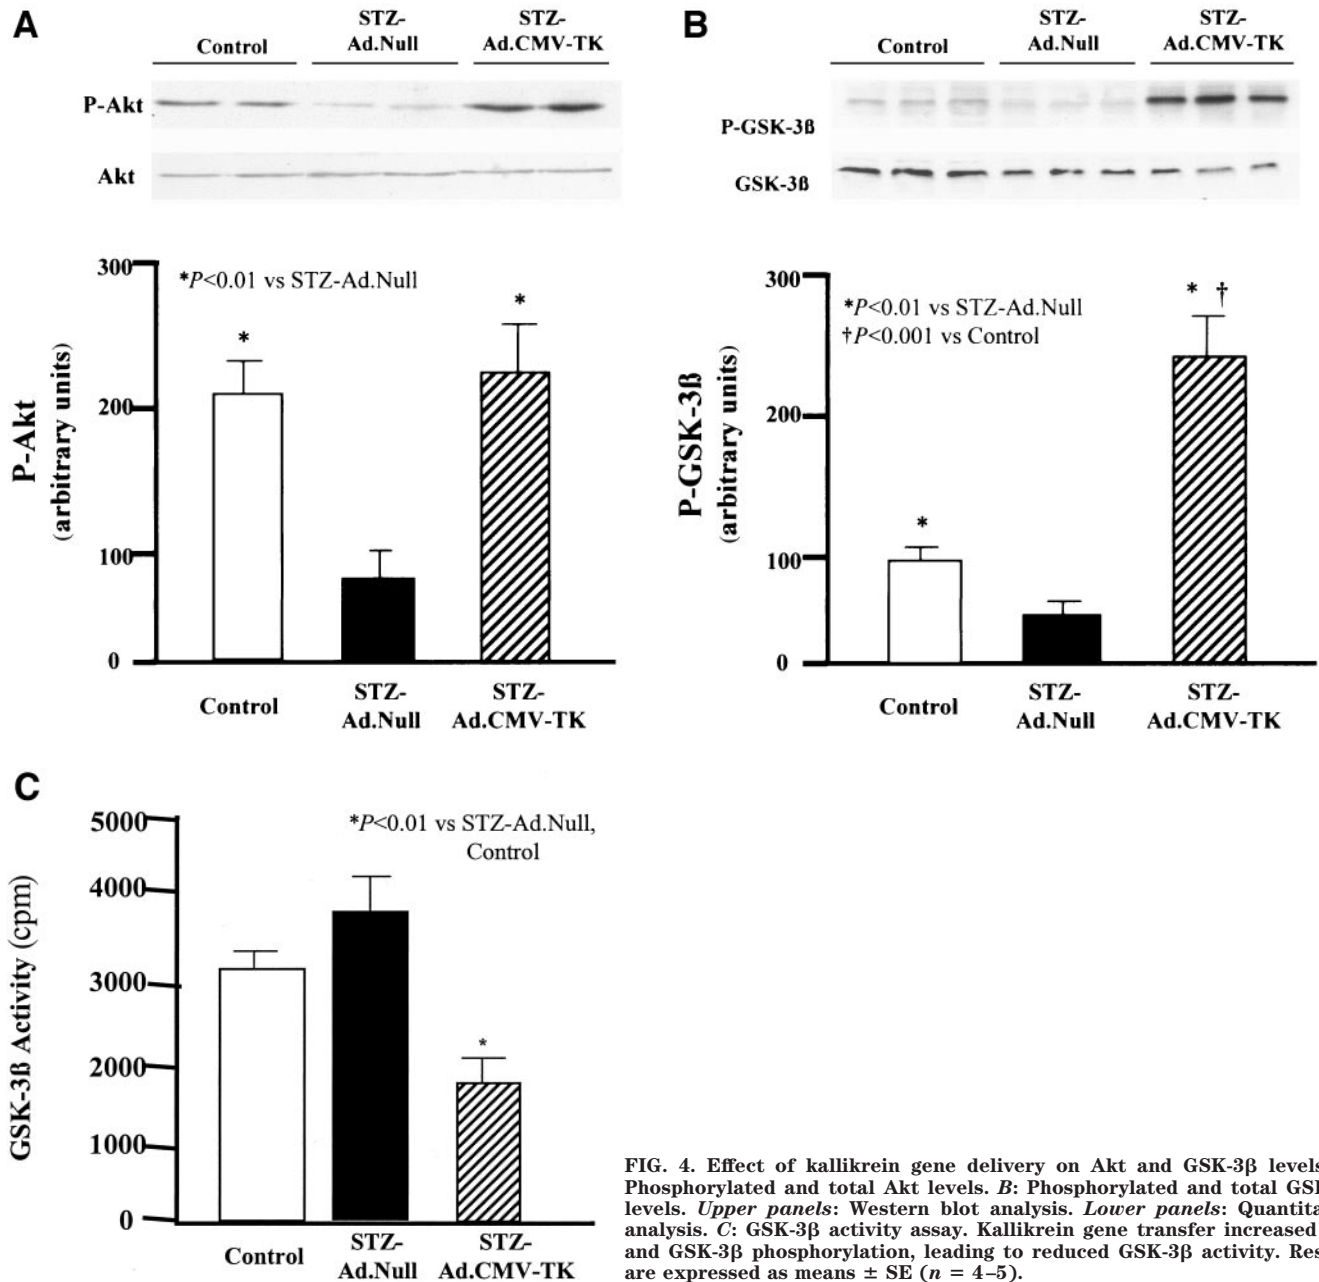 A
Control
STZ-
Ad.Null
STZ-
Ad.CMV-TK
P-Akt
Akt
300
200
100
0
P-Akt
(arbitrary units)
*P<0.01 vs STZ-Ad.Null
*
*
Control
STZ-
Ad.Null
STZ-
Ad.CMV-TK
B
Control
STZ-
Ad.Null
STZ-
Ad.CMV-TK
P-GSK-3ß
GSK-3ß
300
200
100
0
P-GSK-3ß
(arbitrary units)
*P<0.01 vs STZ-Ad.Null
†P<0.001 vs Control
*
* †
Control
STZ-
Ad.Null
STZ-
Ad.CMV-TK
C
5000
4000
3000
2000
1000
0
GSK-3ß Activity (cpm)
*P<0.01 vs STZ-Ad.Null,
Control
*
Control
STZ-
Ad.Null
STZ-
Ad.CMV-TK
FIG. 4. Effect of kallikrein gene delivery on Akt and GSK-3β levels
Phosphorylated and total Akt levels. B: Phosphorylated and total GSI
levels. Upper panels: Western blot analysis. Lower panels: Quantita
analysis. C: GSK-3β activity assay. Kallikrein gene transfer increased
and GSK-3β phosphorylation, leading to reduced GSK-3β activity. Res
are expressed as means ± SE (n = 4–5).